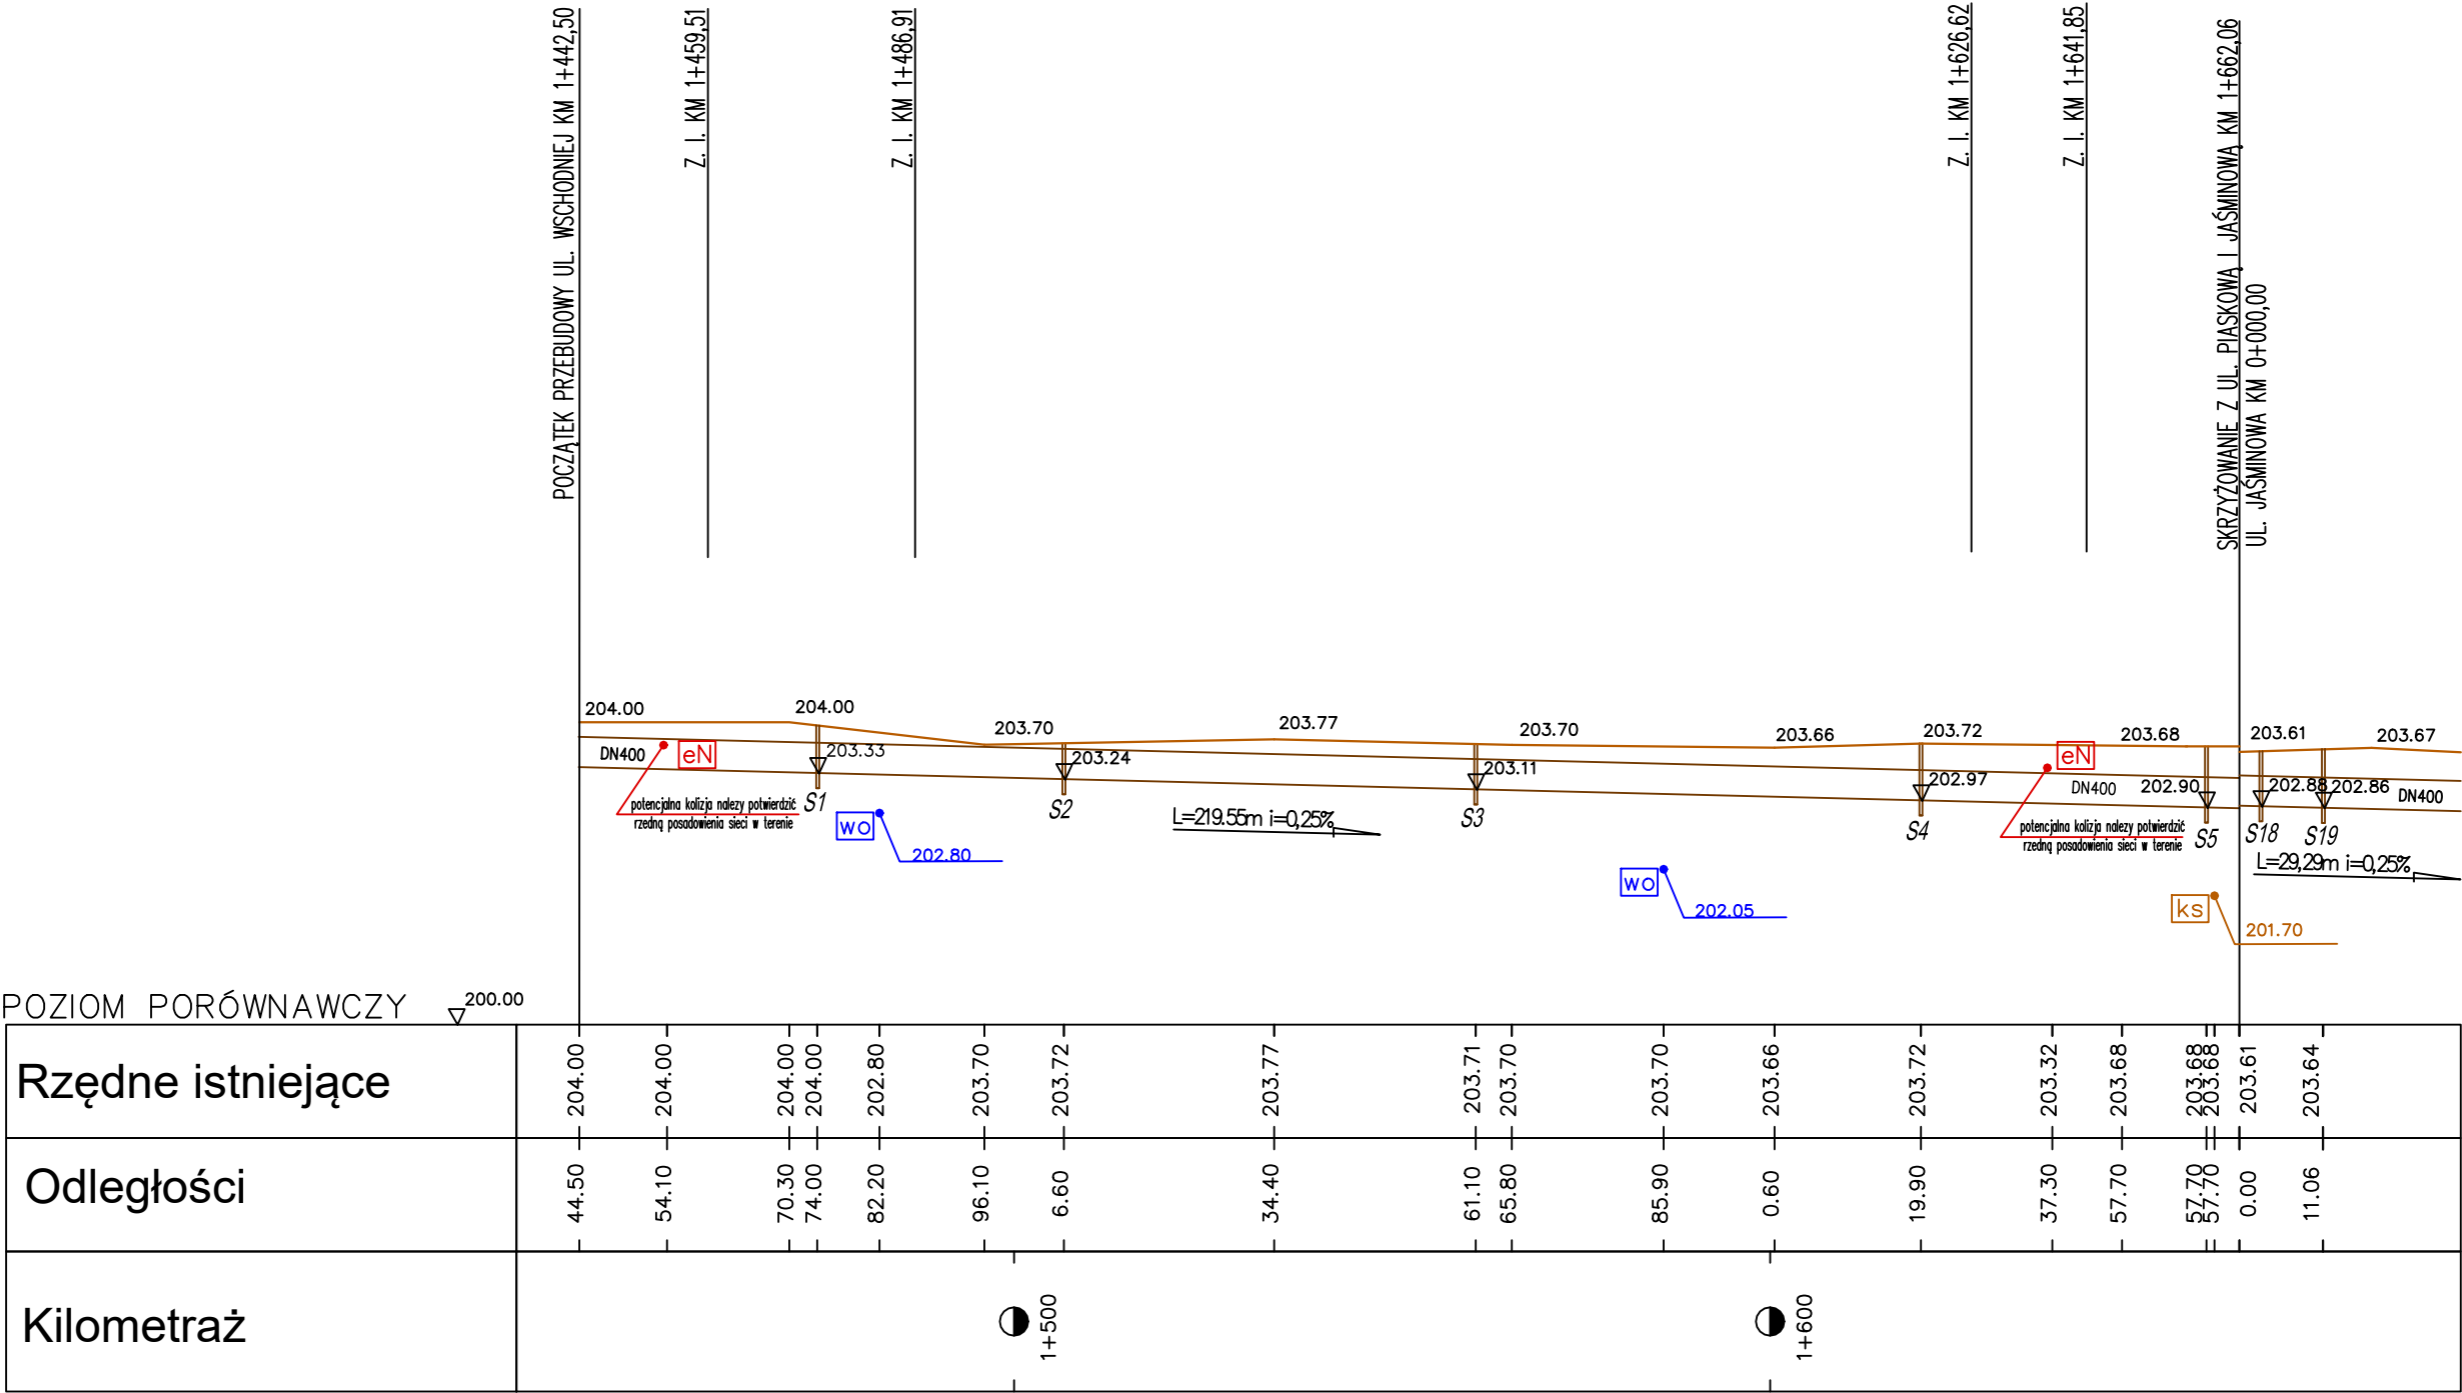 POCZĄTEK PRZEBUDOWY UL. WSCHODNIEJ KM 1+442,50
Z. I. KM 1+459,51
Z. I. KM 1+486,91
Z. I. KM 1+626,62
Z. I. KM 1+641,85
SKRZYŻOWANIE Z UL. PIASKOWĄ I JAŚMINOWĄ KM 1+662,06
UL. JAŚMINOWA KM 0+000,00
204.00
204.00
203.70
203.77
203.70
203.66
203.72
203.68
203.61
203.67
DN400
eN
203.33
203.24
203.11
202.97
eN
DN400
202.90
202.88
202.86
DN400
potencjalna kolizja należy potwierdzić
rzedną posadowienia sieci w terenie
S1
S2
S3
S4
potencjalna kolizja należy potwierdzić
rzedną posadowienia sieci w terenie
S5
S18
S19
L=219.55m i=0,25%
L=29,29m i=0,25%
wo
202.80
wo
202.05
ks
201.70
POZIOM PORÓWNAWCZY 200.00
Rzędne istniejące 204.00 204.00 204.00 204.00 202.80 203.70 203.72 203.77 203.71 203.70 203.70 203.66 203.72 203.32 203.68 203.68 203.68 203.61 203.64
Odległości 44.50 54.10 70.30 74.00 82.20 96.10 6.60 34.40 61.10 65.80 85.90 0.60 19.90 37.30 57.70 57.70 57.70 0.00 11.06
Kilometraż 1+500 1+600